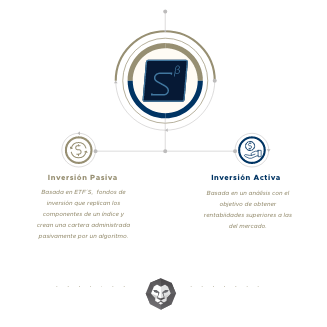 S β
Inversión Pasiva
Basada en ETF'S, fondos de
inversión que replican los
componentes de un índice y
crean una cartera administrada
pasivamente por un algoritmo.
Inversión Activa
Basada en un análisis con el
objetivo de obtener
rentabilidades superiores a las
del mercado.